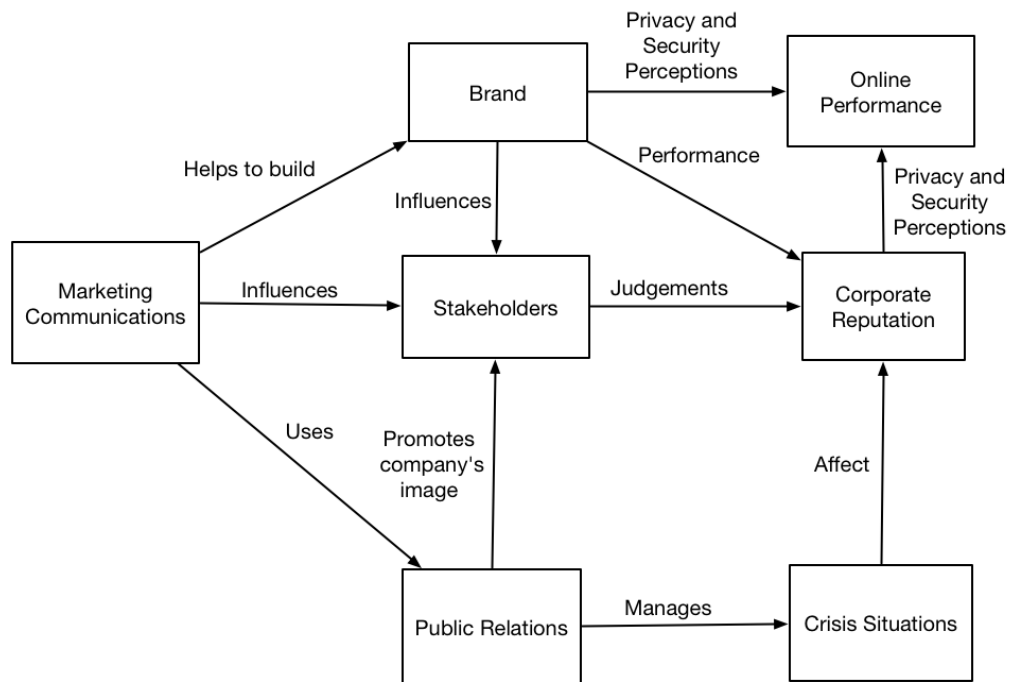 Privacy and
Security
Perceptions
Brand
Online
Performance
Helps to build
Performance
Influences
Privacy and
Security
Perceptions
Marketing
Communications
Influences
Stakeholders
Judgements
Corporate
Reputation
Uses
Promotes
company's
image
Affect
Public Relations
Manages
Crisis Situations